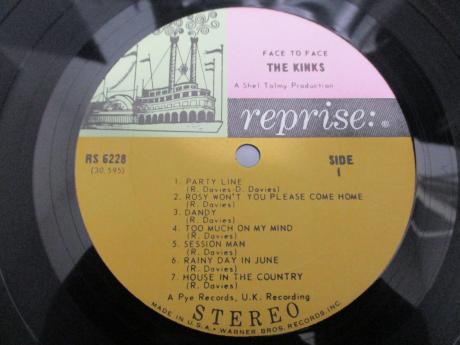 FACE TO FACE
THE KINKS
A Shel Talmy Production
reprise:®
RS 6228
(30,595)
SIDE
1
1. PARTY LINE
(R. Davies-D. Davies)
2. ROSY WON'T YOU PLEASE COME HOME
(R. Davies)
3. DANDY
(R. Davies)
4. TOO MUCH ON MY MIND
(R. Davies)
5. SESSION MAN
(R. Davies)
6. RAINY DAY IN JUNE
(R. Davies)
7. HOUSE IN THE COUNTRY
(R. Davies)
A Pye Records, U.K. Recording
STEREO
MADE IN U.S.A. • WARNER BROS. RECORDS, INC.